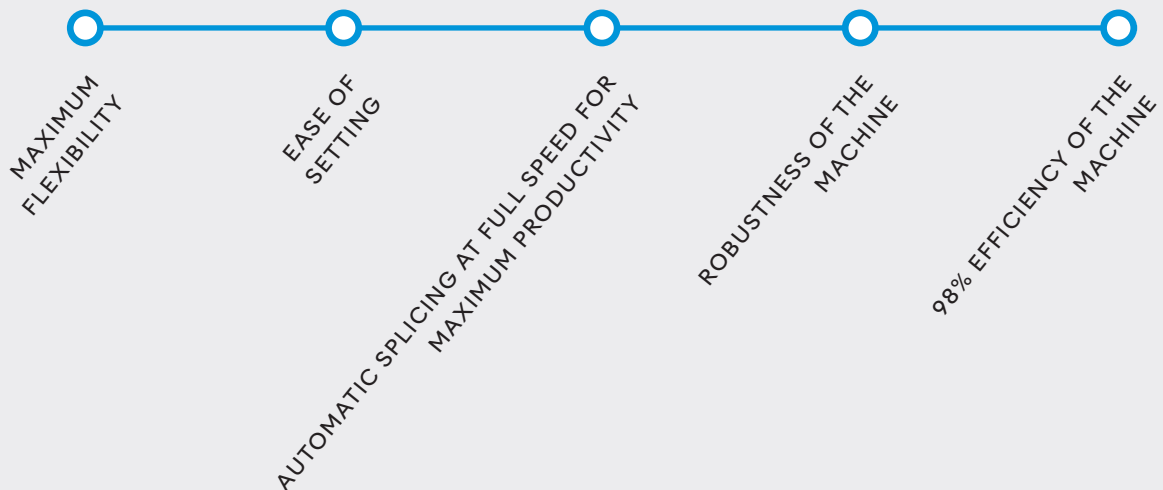 MAXIMUM
FLEXIBILITY
EASE OF
SETTING
AUTOMATIC SPLICING AT FULL SPEED FOR
MAXIMUM PRODUCTIVITY
ROBUSTNESS OF THE
MACHINE
98% EFFICIENCY OF THE
MACHINE